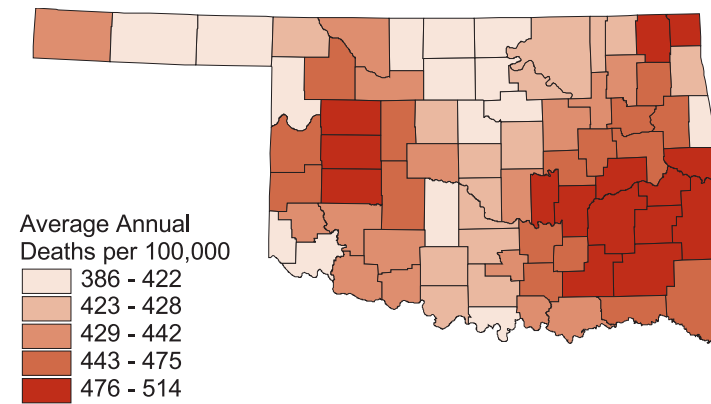 Average Annual
Deaths per 100,000
386 - 422
423 - 428
429 - 442
443 - 475
476 - 514